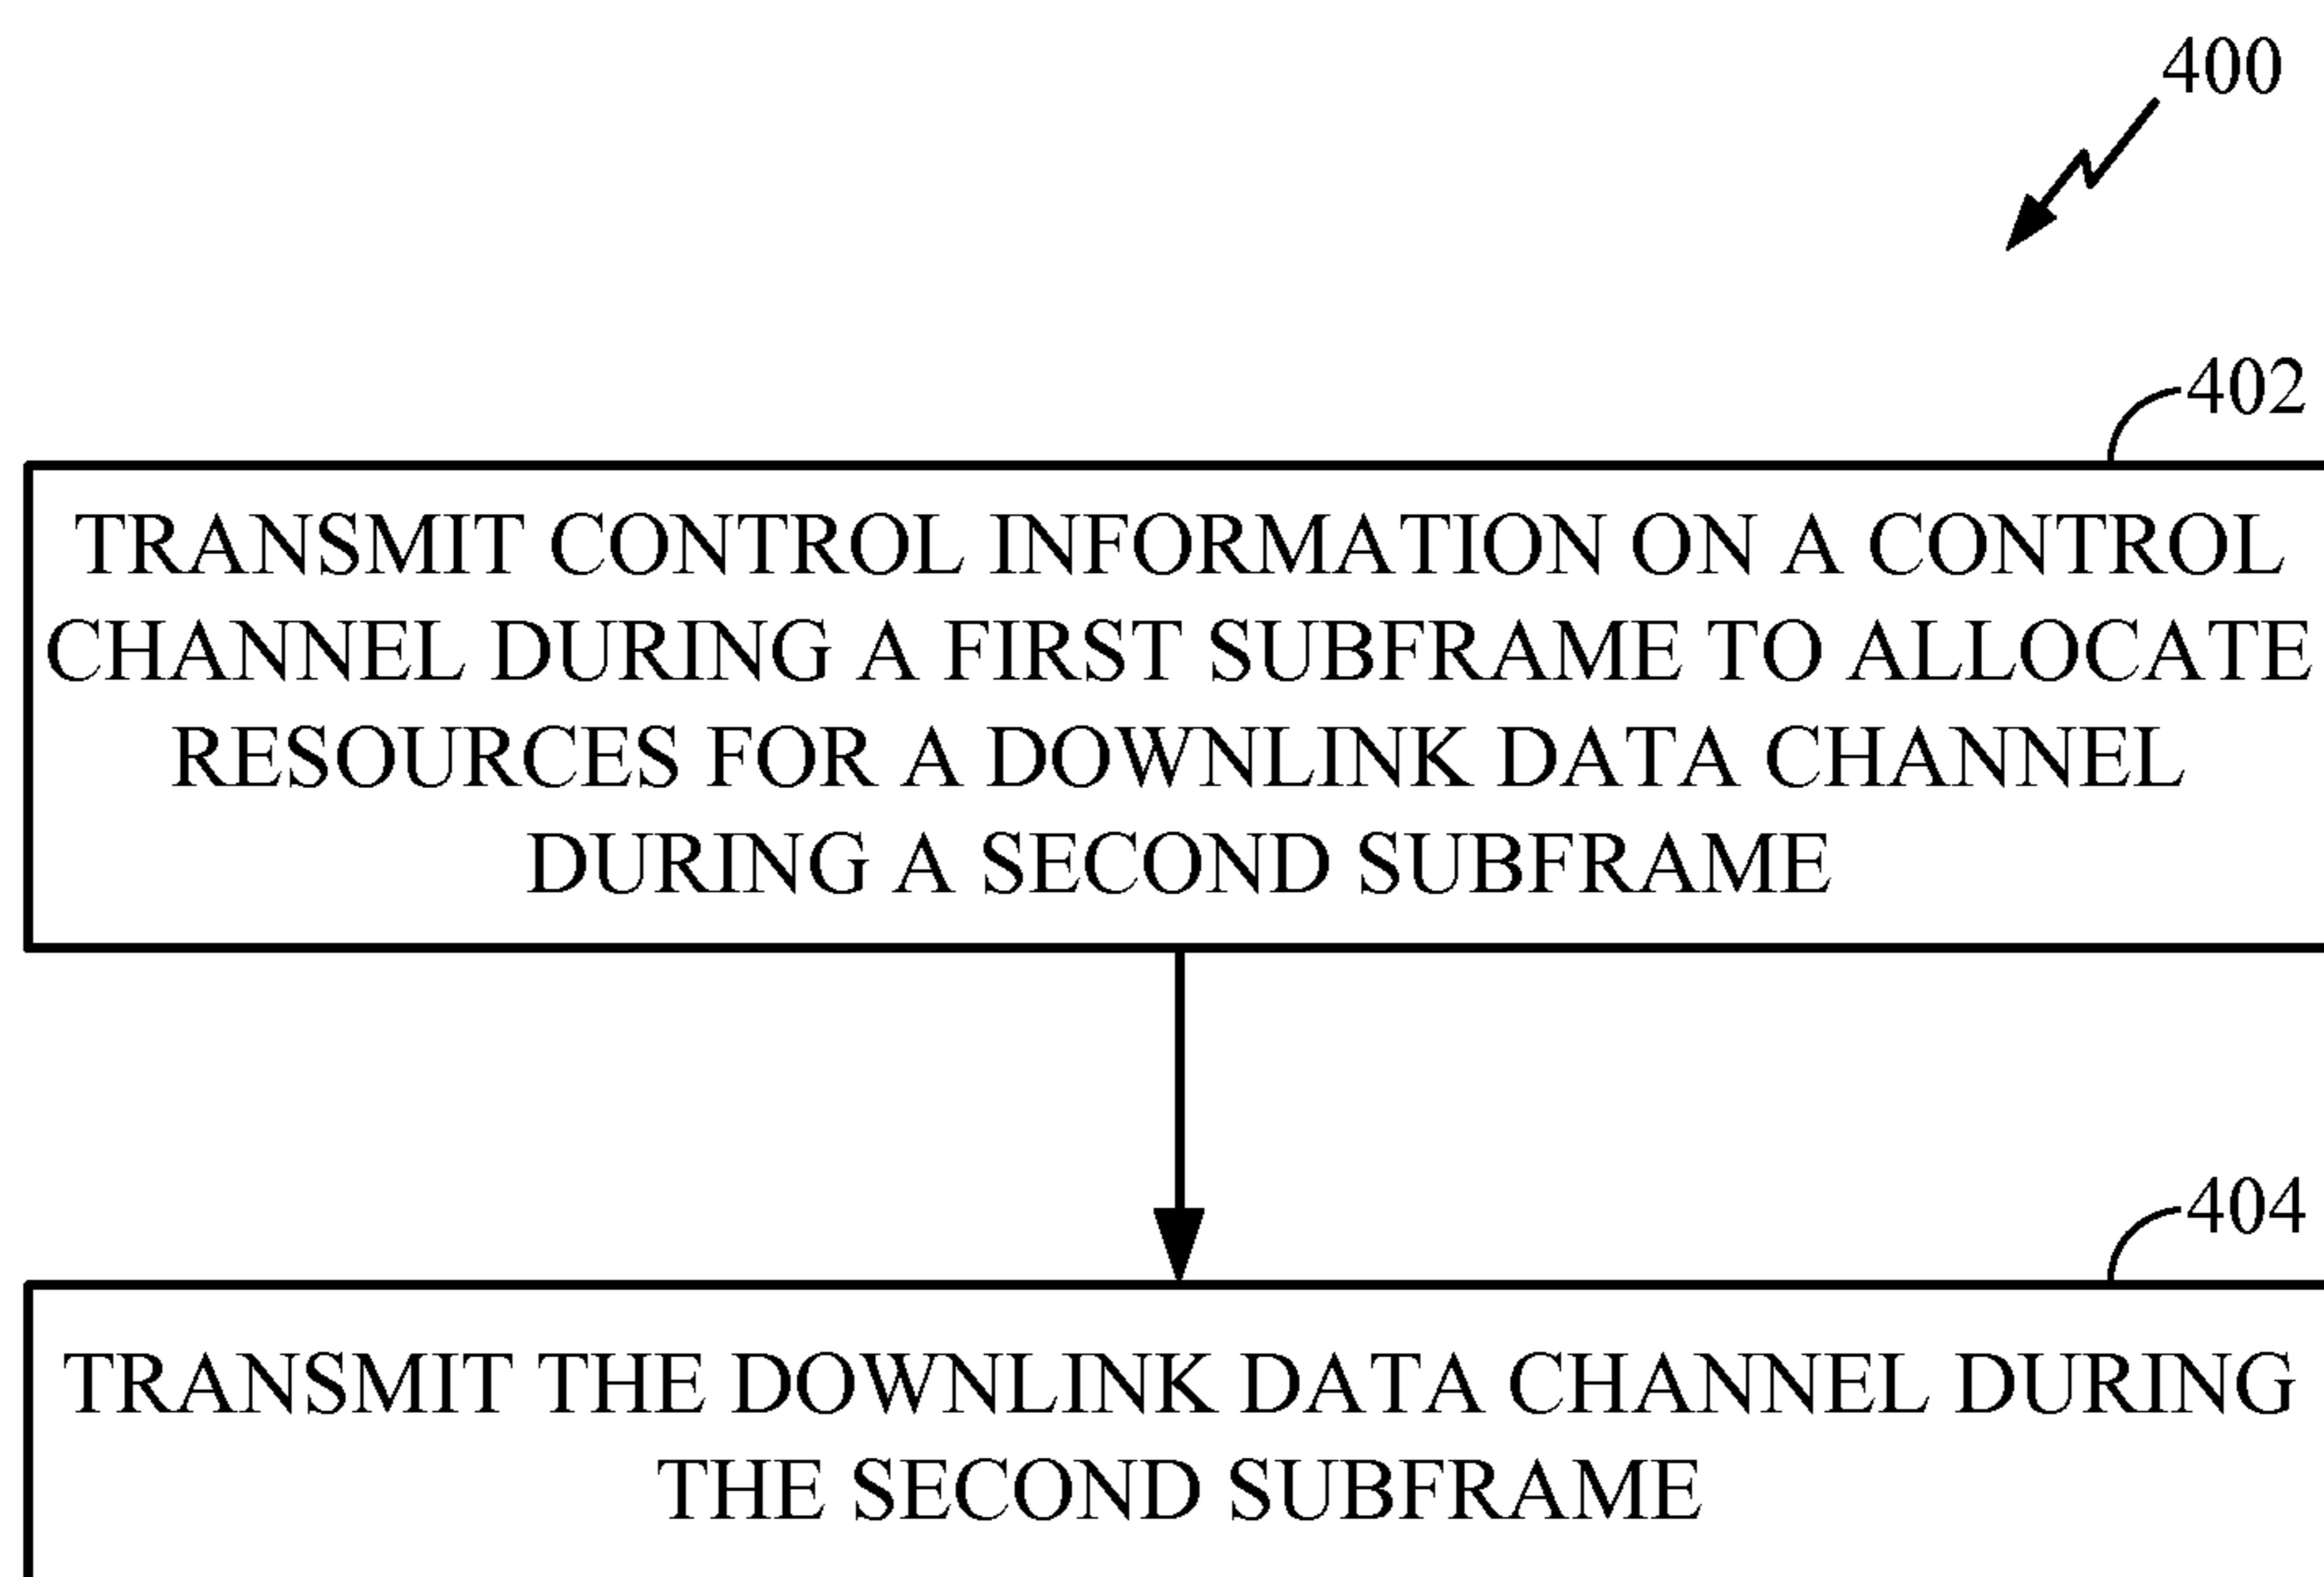 400
402
TRANSMIT CONTROL INFORMATION ON A CONTROL
CHANNEL DURING A FIRST SUBFRAME TO ALLOCATE
RESOURCES FOR A DOWNLINK DATA CHANNEL
DURING A SECOND SUBFRAME
404
TRANSMIT THE DOWNLINK DATA CHANNEL DURING
THE SECOND SUBFRAME